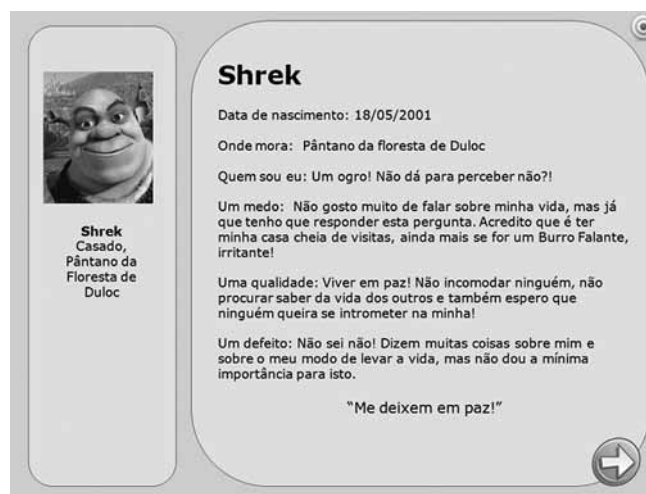 Shrek
Casado,
Pântano da
Floresta de
Duloc
Shrek
Data de nascimento: 18/05/2001
Onde mora: Pântano da floresta de Duloc
Quem sou eu: Um ogro! Não dá para perceber não?!
Um medo: Não gosto muito de falar sobre minha vida, mas já
que tenho que responder esta pergunta. Acredito que é ter
minha casa cheia de visitas, ainda mais se for um Burro Falante,
irritante!
Uma qualidade: Viver em paz! Não incomodar ninguém, não
procurar saber da vida dos outros e também espero que
ninguém queira se intrometer na minha!
Um defeito: Não sei não! Dizem muitas coisas sobre mim e
sobre o meu modo de levar a vida, mas não dou a mínima
importância para isto.
“Me deixem em paz!”